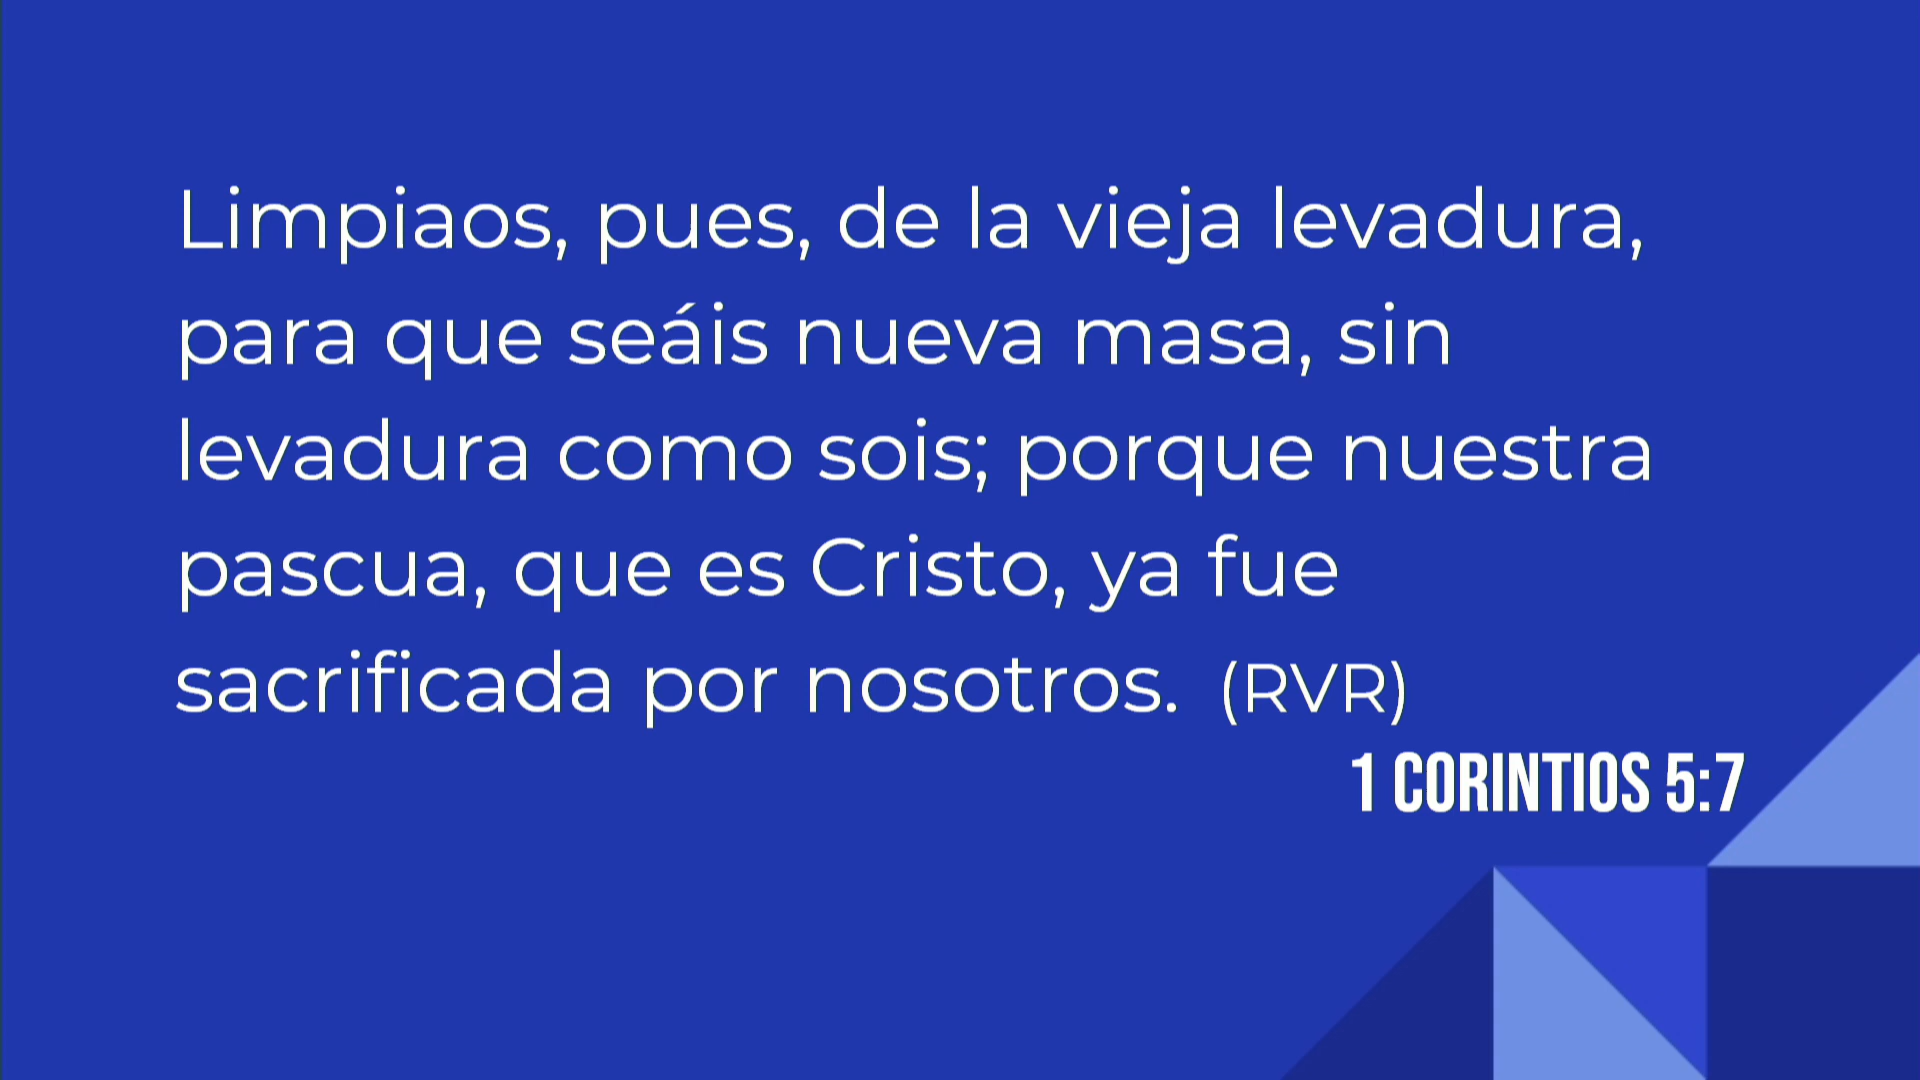 Limpiaos, pues, de la vieja levadura,
para que seáis nueva masa, sin
levadura como sois; porque nuestra
pascua, que es Cristo, ya fue
sacrificada por nosotros. (RVR)
1 CORINTIOS 5:7